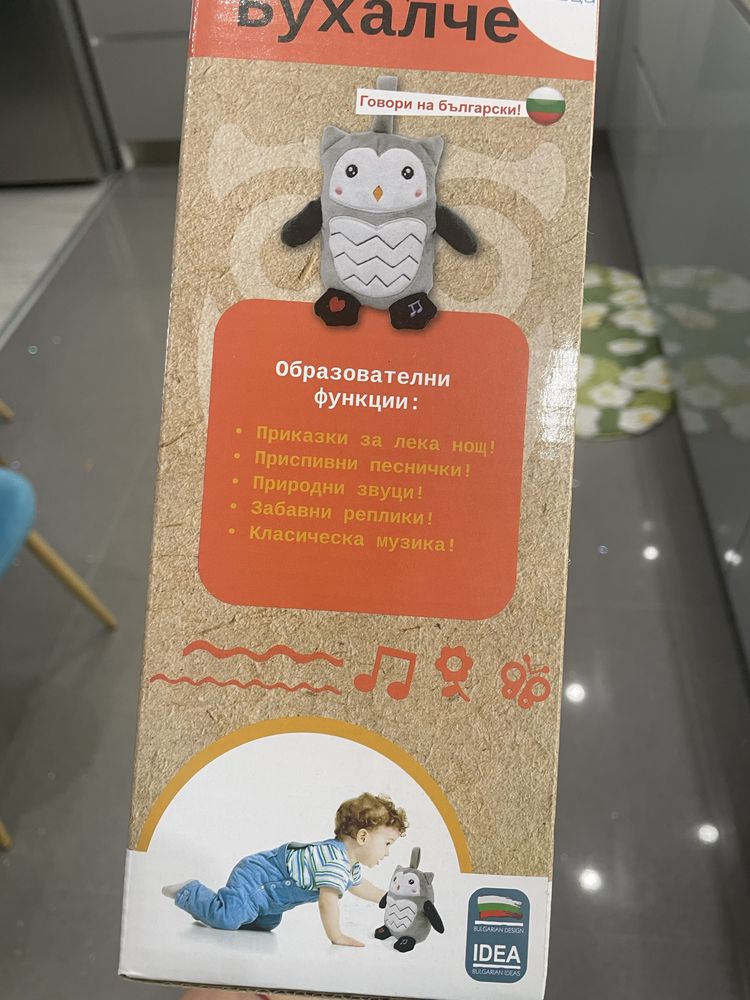 Бухалче
Говори на български!
Образователни
функции:
• Приказки за лека нощ!
• Приспивни песнички!
• Природни звуци!
• Забавни реплики!
• Класическа музика!
BULGARIAN DESIGN
IDEA
BULGARIAN IDEAS